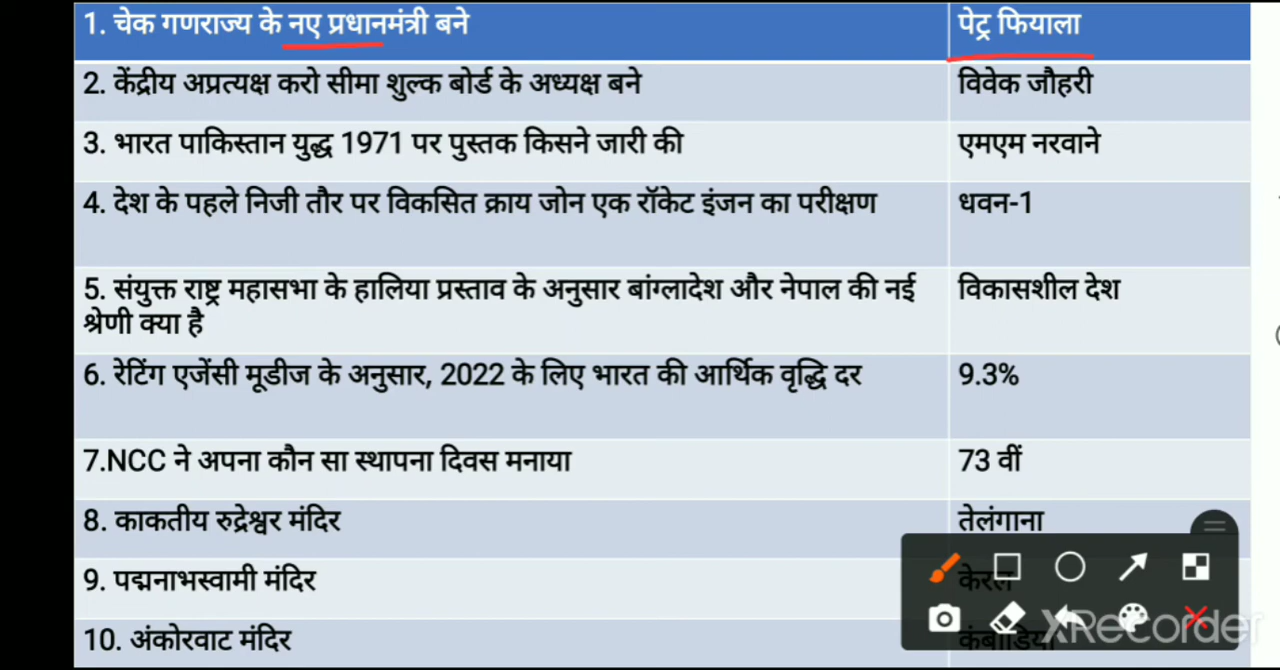 1. चेक गणराज्य के नए प्रधानमंत्री बने पेट्र फियाला
2. केंद्रीय अप्रत्यक्ष करो सीमा शुल्क बोर्ड के अध्यक्ष बने विवेक जौहरी
3. भारत पाकिस्तान युद्ध 1971 पर पुस्तक किसने जारी की एमएम नरवाने
4. देश के पहले निजी तौर पर विकसित क्राय जोन एक रॉकेट इंजन का परीक्षण धवन-1
5. संयुक्त राष्ट्र महासभा के हालिया प्रस्ताव के अनुसार बांग्लादेश और नेपाल की नई विकासशील देश
श्रेणी क्या है
6. रेटिंग एजेंसी मूडीज के अनुसार, 2022 के लिए भारत की आर्थिक वृद्धि दर 9.3%
7.NCC ने अपना कौन सा स्थापना दिवस मनाया 73 वीं
8. काकतीय रुद्रेश्वर मंदिर तेलंगाना
9. पद्मनाभस्वामी मंदिर केरल
10. अंकोरवाट मंदिर कंबोडिया
XRecorder